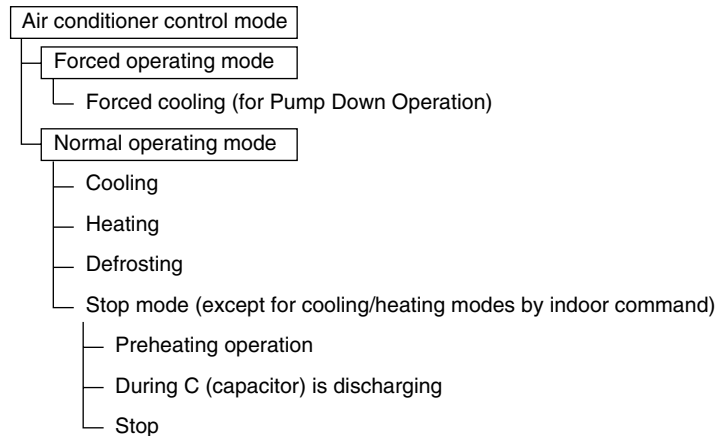 Air conditioner control mode
Forced operating mode
Forced cooling (for Pump Down Operation)
Normal operating mode
Cooling
Heating
Defrosting
Stop mode (except for cooling/heating modes by indoor command)
Preheating operation
During C (capacitor) is discharging
Stop